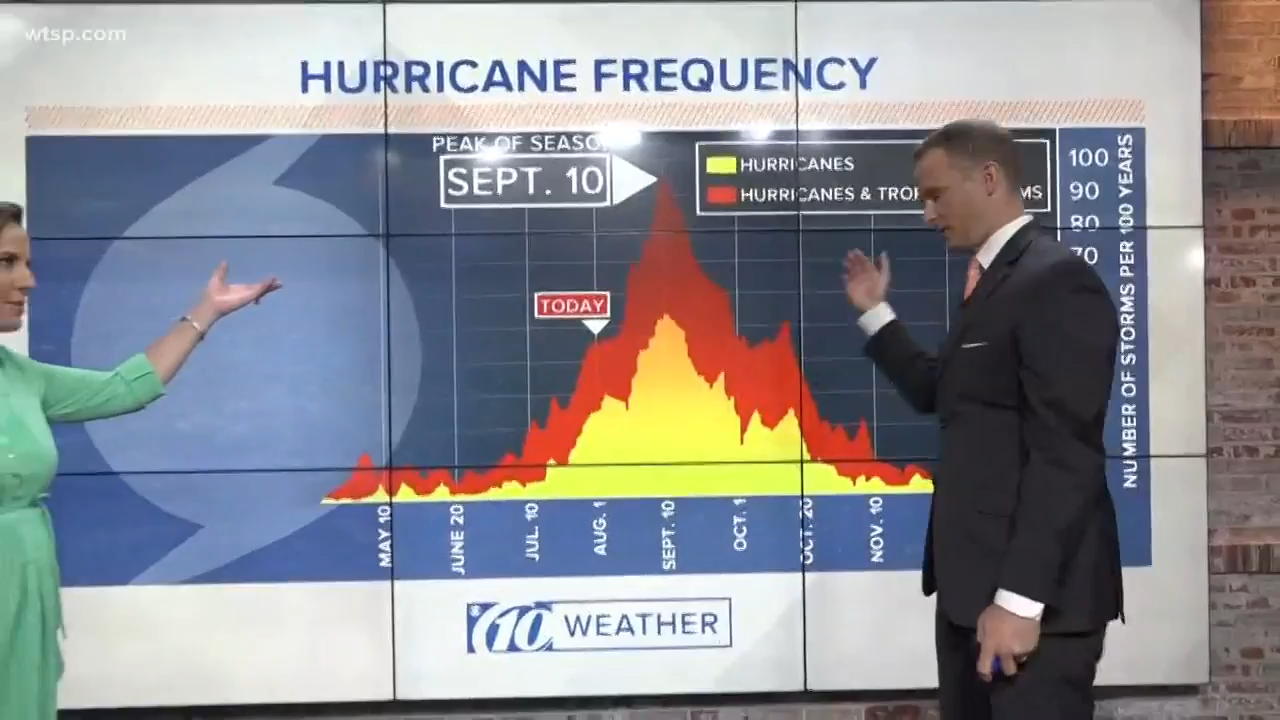 wtsp.com
HURRICANE FREQUENCY
PEAK OF SEASO
SEPT. 10
HURRICANES
HURRICANES & TRO MS
TODAY
100
90
80
70
NUMBER OF STORMS PER 100 YEARS
MAY 10
JUNE 20
JUL. 10
AUG. 1
SEPT. 10
OCT. 1
OCT. 20
NOV. 10
10 WEATHER